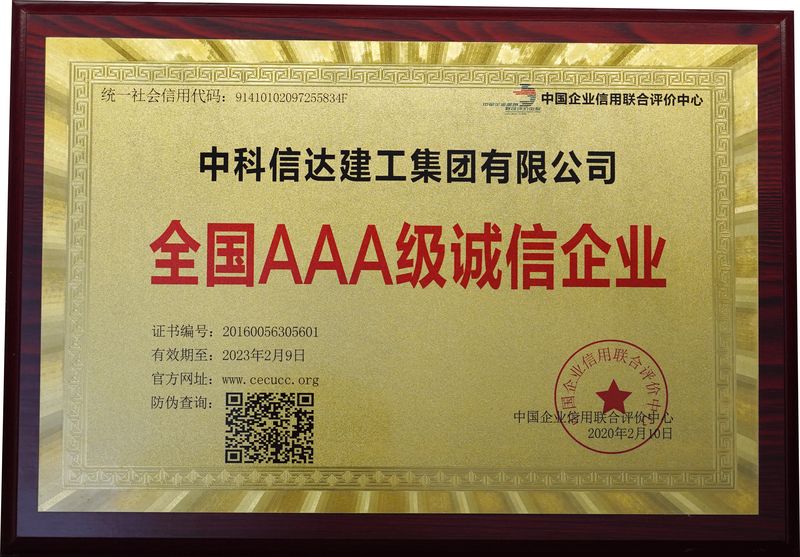 统一社会信用代码：91410102097255834F
中国企业信用联合评价中心
中科信达建工集团有限公司
全国AAA级诚信企业
证书编号：20160056305601
有效期至：2023年2月9日
官方网址：www.cecucc.org
防伪查询：
中国企业信用联合评价中心
中国企业信用联合评价中心
2020年2月10日